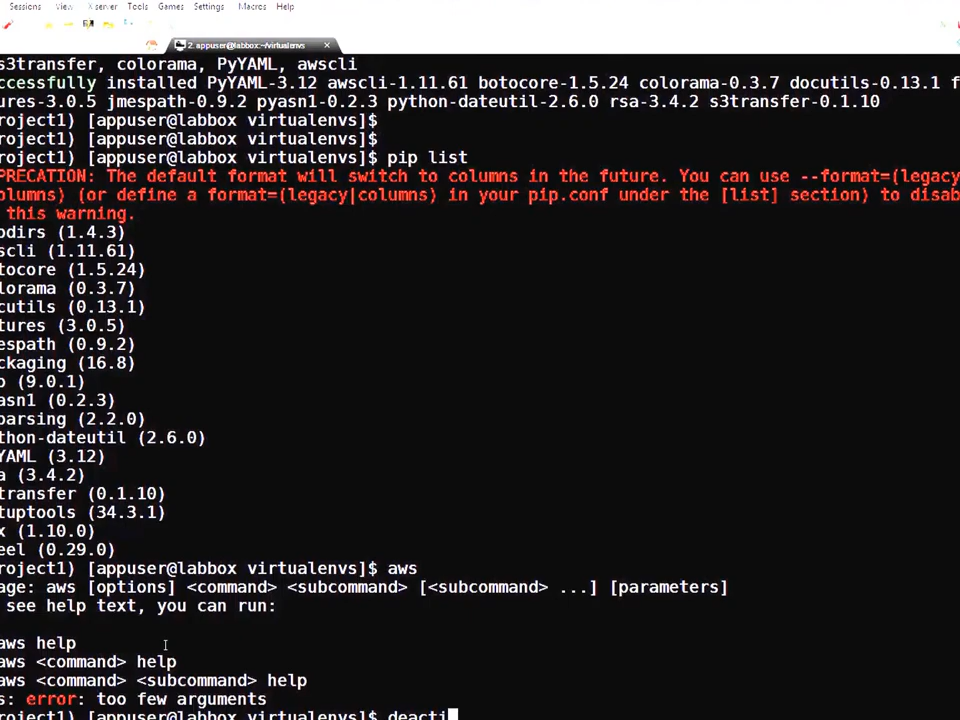 Sessions View X server Tools Games Settings Macros Help
2. appuser@labbox:~/virtualenvs
s3transfer, colorama, PyYAML, awscli
ccessfully installed PyYAML-3.12 awscli-1.11.61 botocore-1.5.24 colorama-0.3.7 docutils-0.13.1 f
ures-3.0.5 jmespath-0.9.2 pyasn1-0.2.3 python-dateutil-2.6.0 rsa-3.4.2 s3transfer-0.1.10
roject1) [appuser@labbox virtualenvs]$
roject1) [appuser@labbox virtualenvs]$
roject1) [appuser@labbox virtualenvs]$ pip list
PRECATION: The default format will switch to columns in the future. You can use --format=(legacy
olumns) (or define a format=(legacy|columns) in your pip.conf under the [list] section) to disab
this warning.
pdirs (1.4.3)
scli (1.11.61)
tocore (1.5.24)
lorama (0.3.7)
cutils (0.13.1)
tures (3.0.5)
espath (0.9.2)
ckaging (16.8)
p (9.0.1)
asn1 (0.2.3)
parsing (2.2.0)
thon-dateutil (2.6.0)
YAML (3.12)
a (3.4.2)
transfer (0.1.10)
tuptools (34.3.1)
x (1.10.0)
eel (0.29.0)
roject1) [appuser@labbox virtualenvs]$ aws
age: aws [options] <command> <subcommand> [<subcommand> ...] [parameters]
see help text, you can run:
aws help
aws <command> help
aws <command> <subcommand> help
s: error: too few arguments
roject1) [appuser@labbox virtualenvs]$ deacti